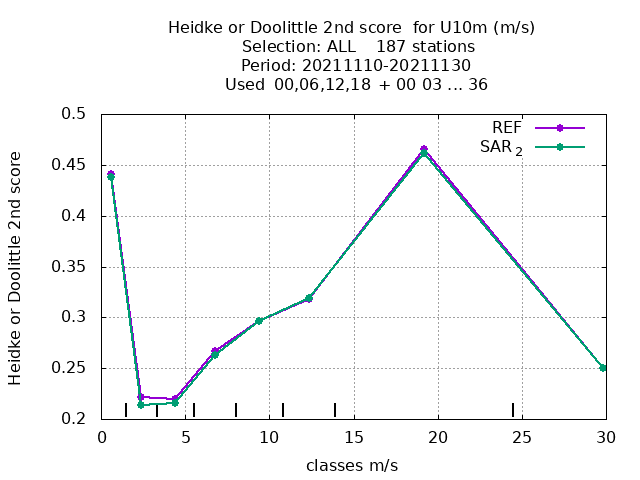 Heidke or Doolittle 2nd score  for U10m (m/s)
Selection: ALL    187 stations
Period: 20211110-20211130
Used  00,06,12,18 + 00 03 ... 36
REF
SAR 2
0.5
0.45
0.4
0.35
0.3
0.25
0.2
Heidke or Doolittle 2nd score
0 5 10 15 20 25 30
classes m/s